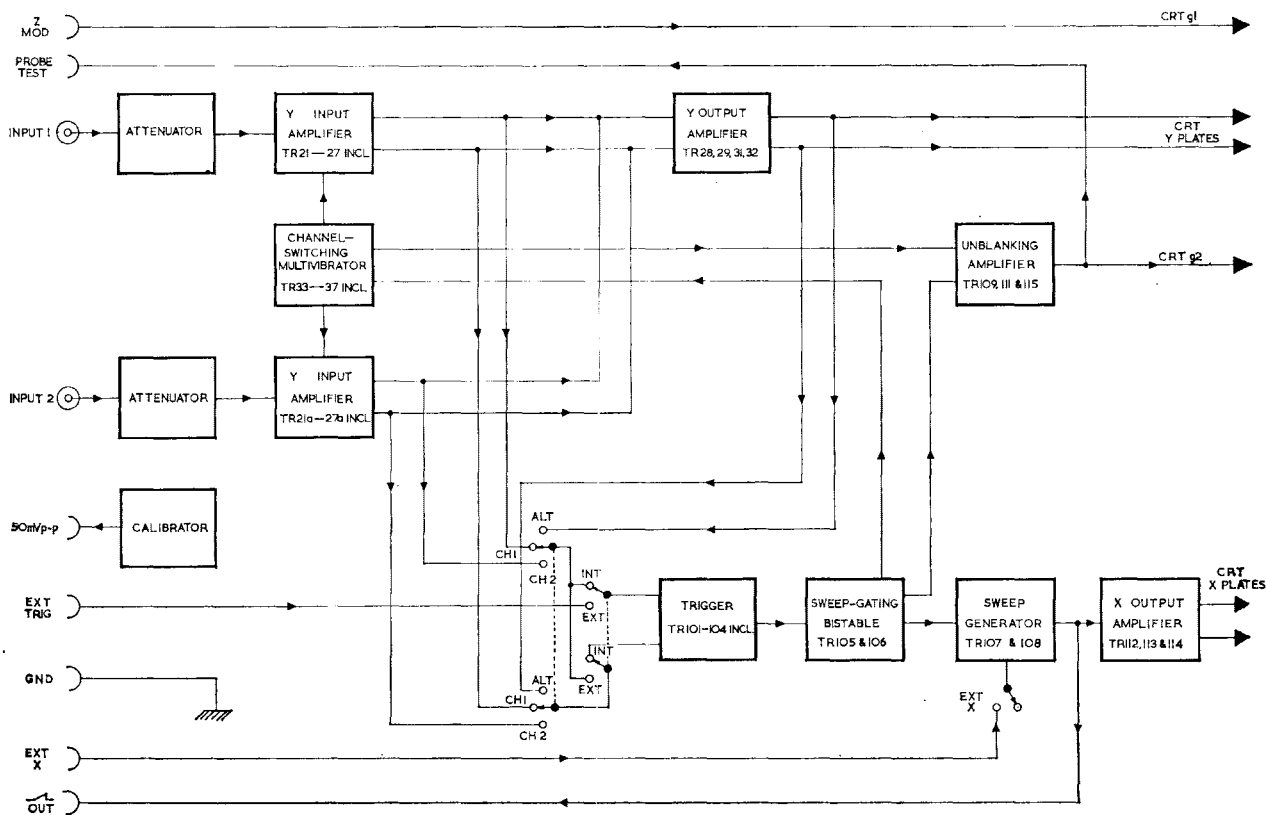 Z
MOD
CRT g1
PROBE
TEST
INPUT 1
ATTENUATOR
Y INPUT
AMPLIFIER
TR21—27 INCL
Y OUTPUT
AMPLIFIER
TR28, 29, 31, 32
CRT
Y PLATES
CHANNEL—
SWITCHING
MULTIVIBRATOR
TR33—37 INCL
UNBLANKING
AMPLIFIER
TR109, 111 & 115
CRT g2
INPUT 2
ATTENUATOR
Y INPUT
AMPLIFIER
TR21a—27a INCL
50mVp-p
CALIBRATOR
ALT
CH1
CH2
INT
EXT
EXT
TRIG
TRIGGER
TR101-104 INCL.
SWEEP-GATING
BISTABLE
TR105 & 106
SWEEP
GENERATOR
TR107 & 108
X OUTPUT
AMPLIFIER
TR112, 113 & 114
CRT
X PLATES
INT
EXT
GND
ALT
CH1
CH2
EXT
X
EXT
X
OUT